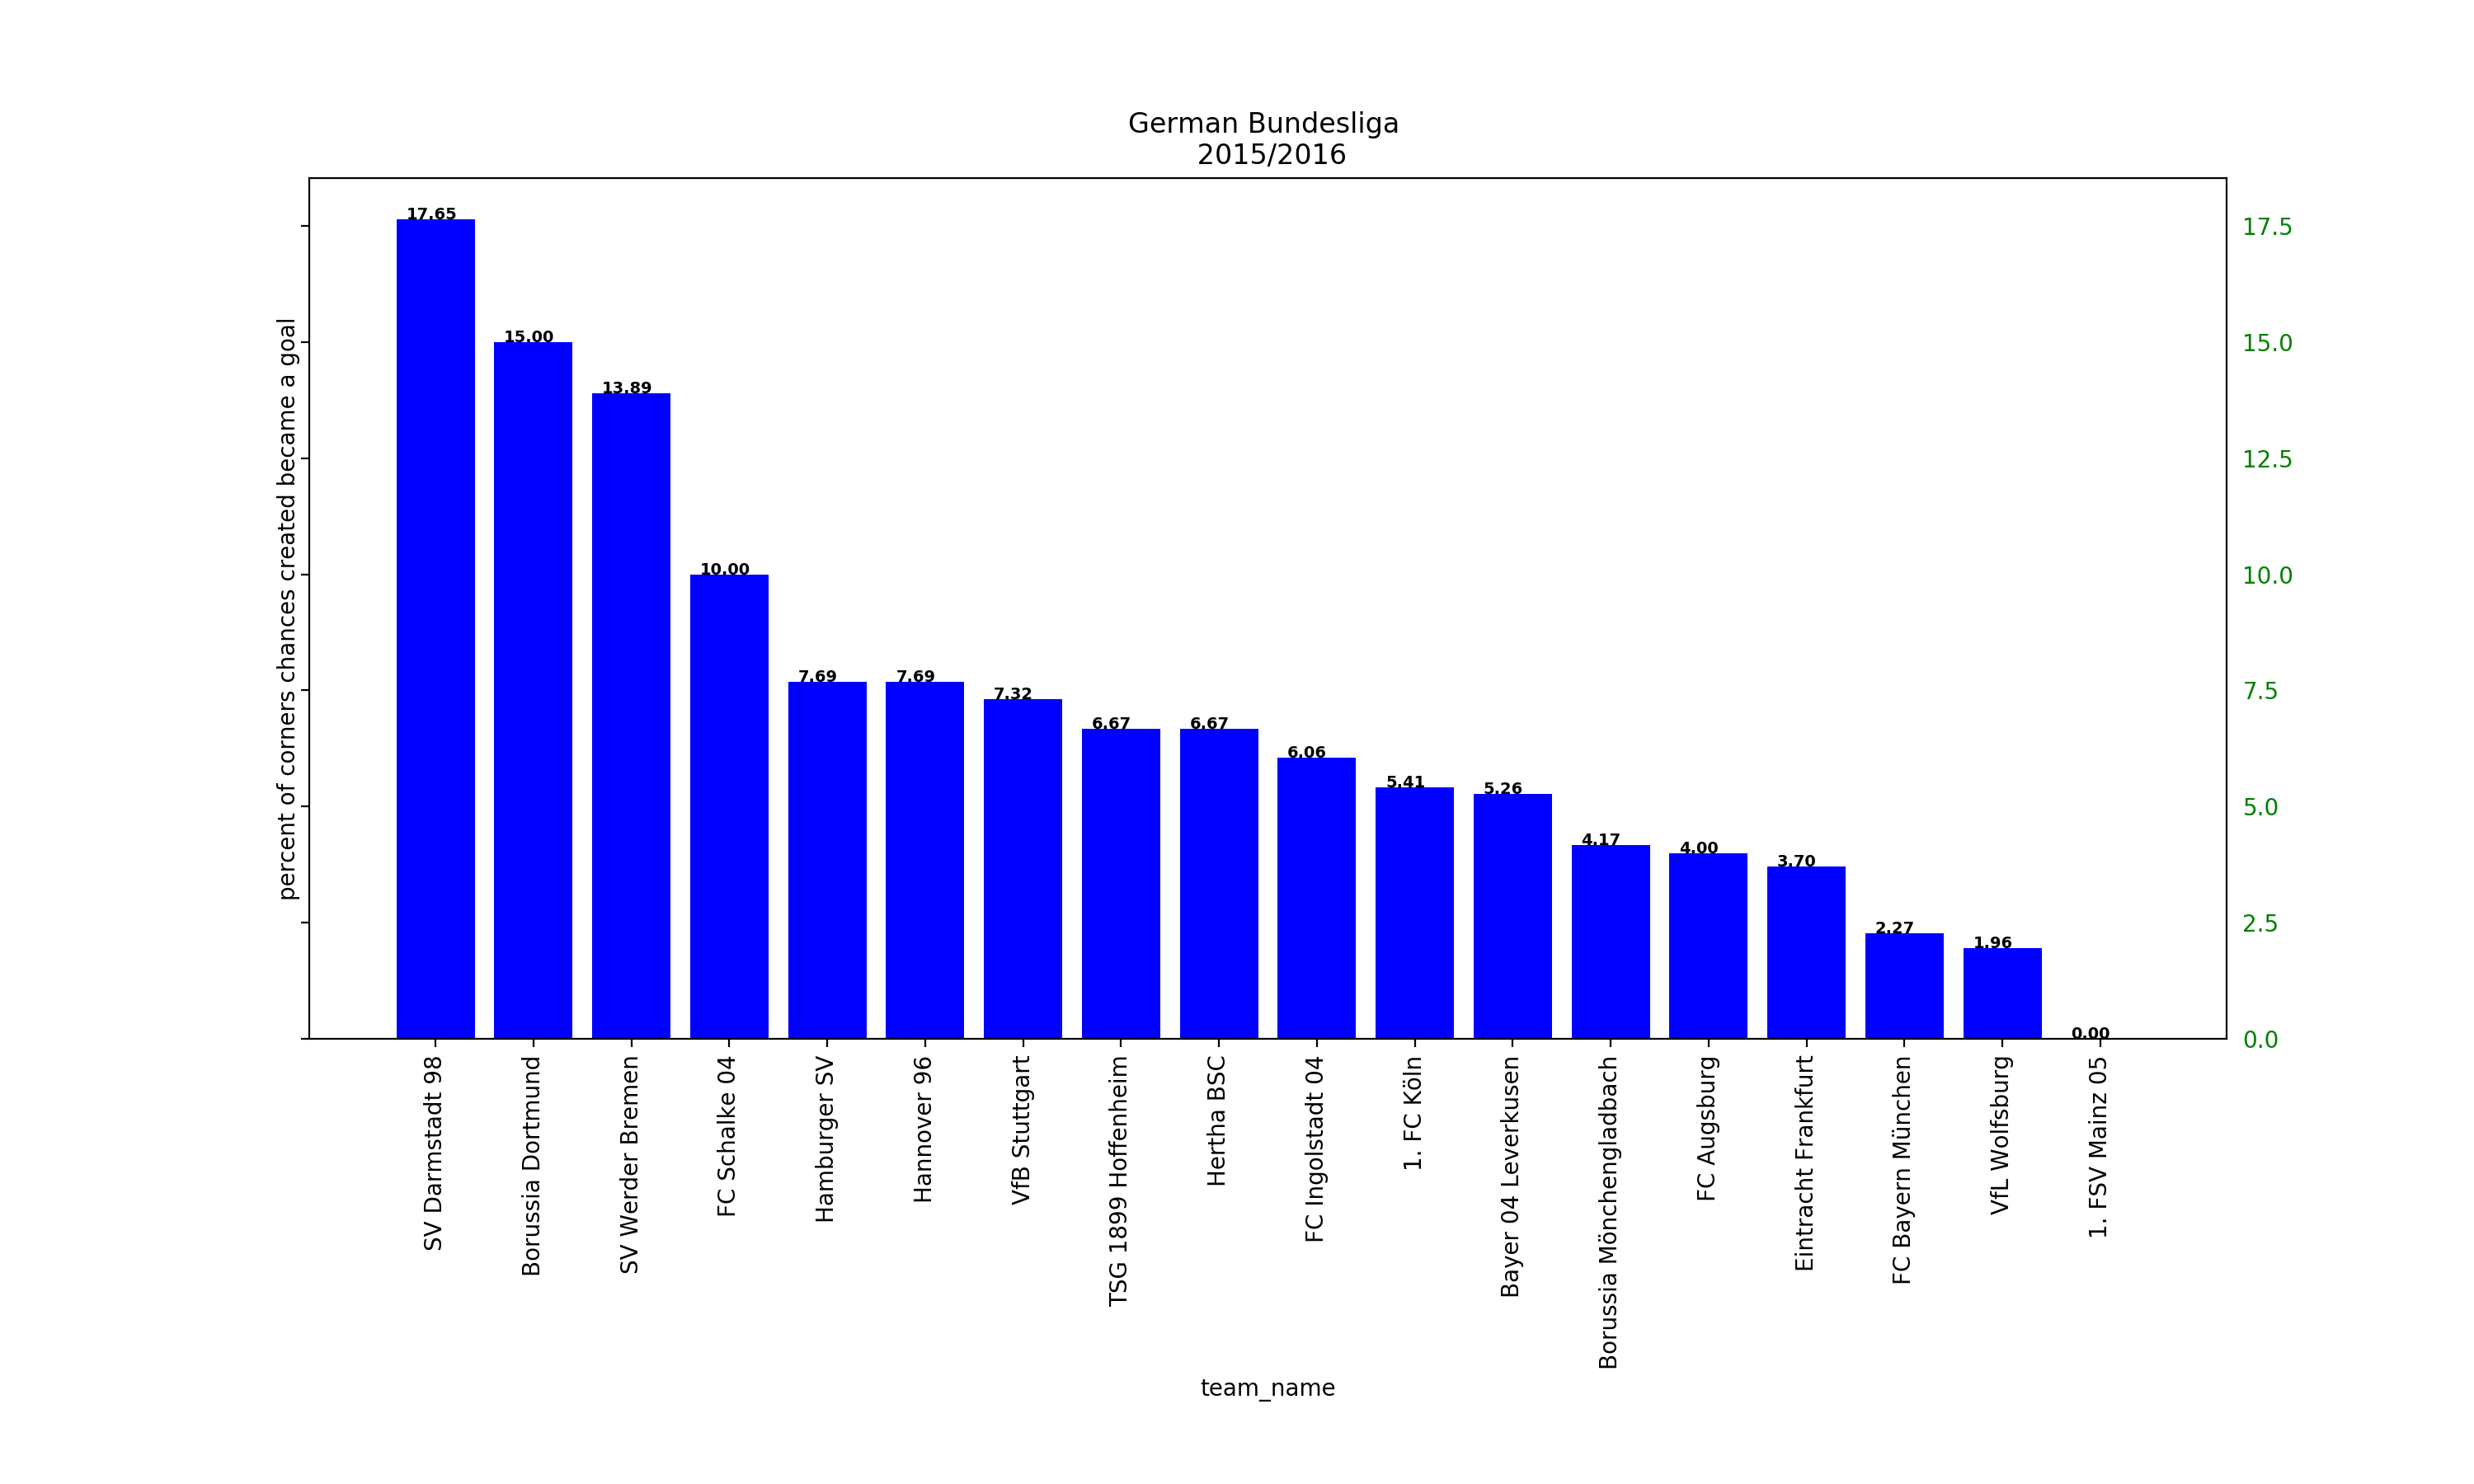 German Bundesliga
2015/2016
percent of corners chances created became a goal
17.65
15.00
13.89
10.00
7.69
7.69
7.32
6.67
6.67
6.06
5.41
5.26
4.17
4.00
3.70
2.27
1.96
0.00
17.5
15.0
12.5
10.0
7.5
5.0
2.5
0.0
SV Darmstadt 98
Borussia Dortmund
SV Werder Bremen
FC Schalke 04
Hamburger SV
Hannover 96
VfB Stuttgart
TSG 1899 Hoffenheim
Hertha BSC
FC Ingolstadt 04
1. FC Köln
Bayer 04 Leverkusen
Borussia Mönchengladbach
FC Augsburg
Eintracht Frankfurt
FC Bayern München
VfL Wolfsburg
1. FSV Mainz 05
team_name